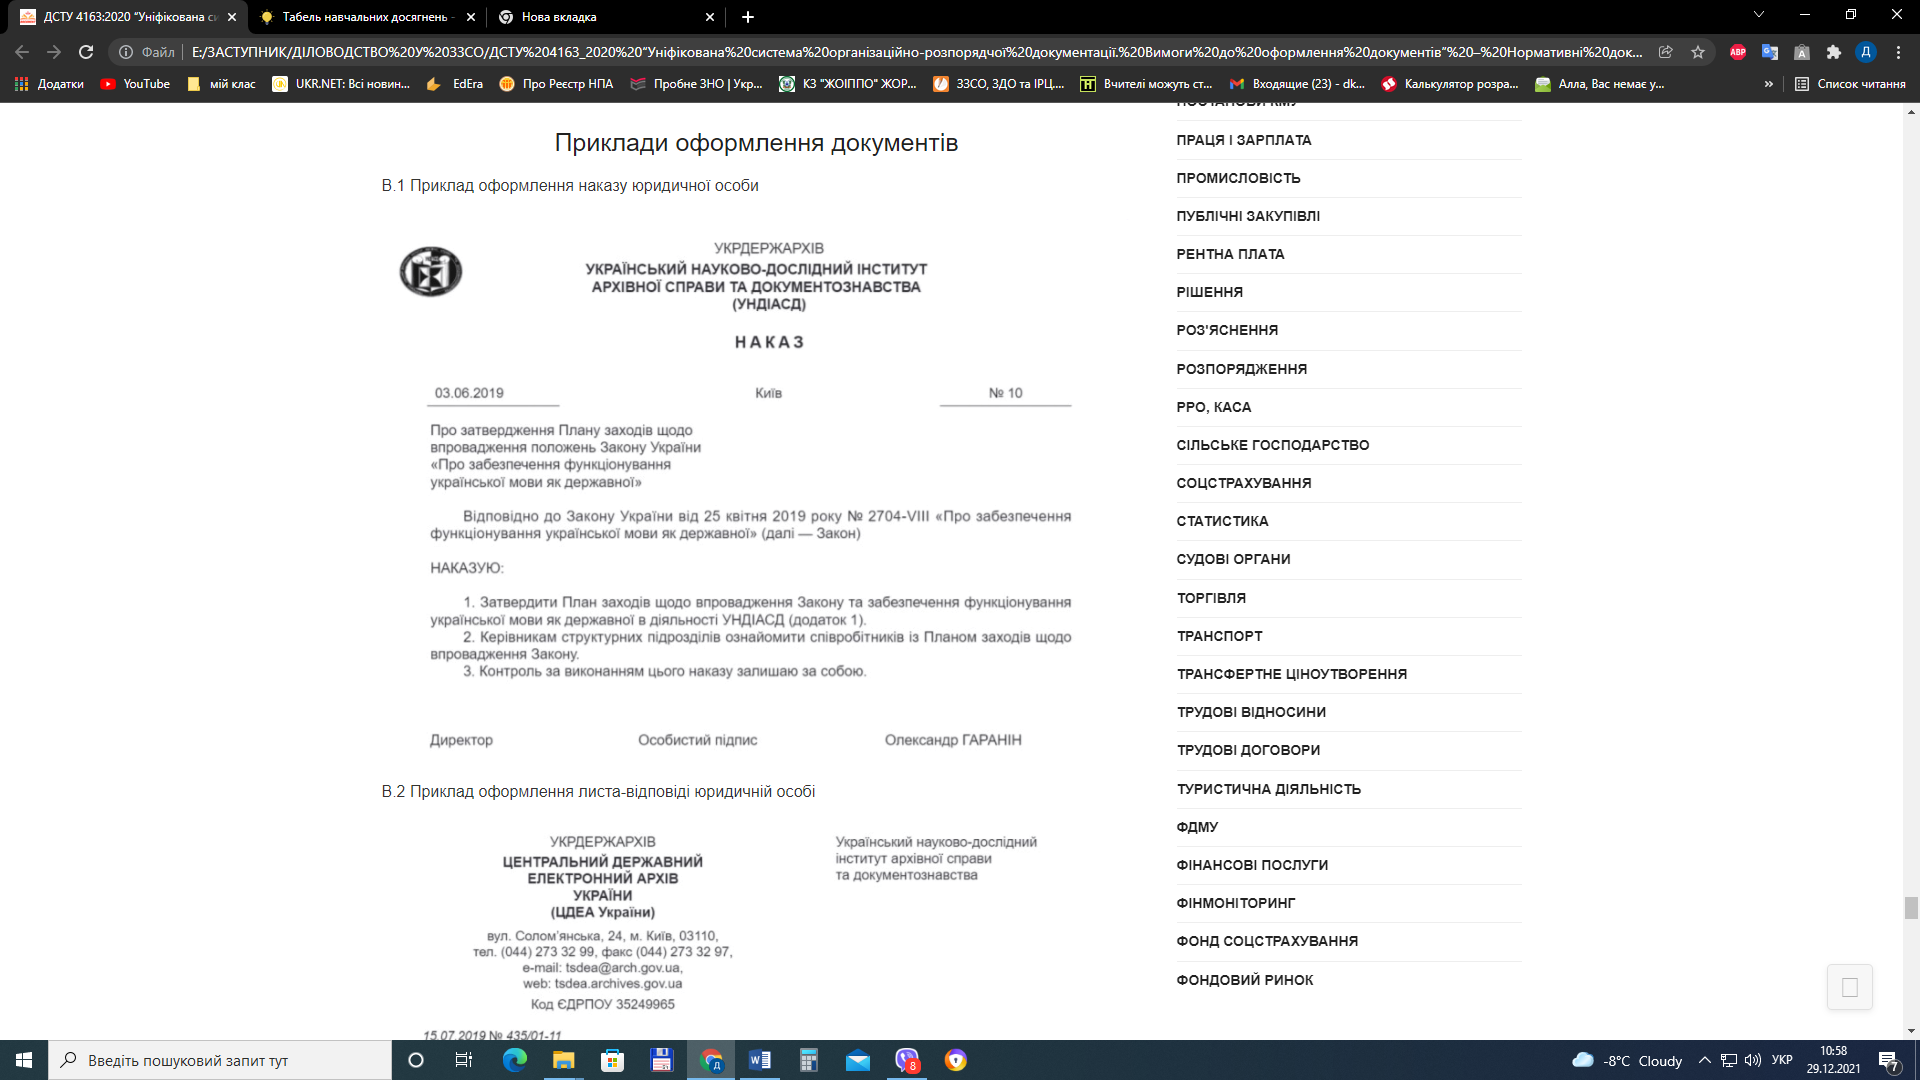 ДСТУ 4163:2020 “Уніфікована си
Табель навчальних досягнень -
Нова вкладка
Файл
E:/ЗАСТУПНИК/ДІЛОВОДСТВО%20У%20ЗЗСО/ДСТУ%204163_2020%20“Уніфікована%20система%20організаційно-розпорядчої%20документації.%20Вимоги%20до%20оформлення%20документів”%20–%20Нормативні%20док...
ABP
Д
Додатки
YouTube
мій клас
UKR.NET: Всі новин...
EdEra
Про Реєстр НПА
Пробне ЗНО | Укр...
КЗ "ЖОІППО" ЖОР...
ЗЗСО, ЗДО та ІРЦ....
Вчителі можуть ст...
Входящие (23) - dk...
Калькулятор розра...
Алла, Вас немає у...
»
Список читання
Приклади оформлення документів
В.1 Приклад оформлення наказу юридичної особи
УКРДЕРЖАРХІВ
УКРАЇНСЬКИЙ НАУКОВО-ДОСЛІДНИЙ ІНСТИТУТ
АРХІВНОЇ СПРАВИ ТА ДОКУМЕНТОЗНАВСТВА
(УНДІАСД)
НАКАЗ
03.06.2019 Київ № 10
Про затвердження Плану заходів щодо
впровадження положень Закону України
«Про забезпечення функціонування
української мови як державної»
Відповідно до Закону України від 25 квітня 2019 року № 2704-VIII «Про забезпечення
функціонування української мови як державної» (далі — Закон)
НАКАЗУЮ:
1. Затвердити План заходів щодо впровадження Закону та забезпечення функціонування
української мови як державної в діяльності УНДІАСД (додаток 1).
2. Керівникам структурних підрозділів ознайомити співробітників із Планом заходів щодо
впровадження Закону.
3. Контроль за виконанням цього наказу залишаю за собою.
Директор Особистий підпис Олександр ГАРАНІН
В.2 Приклад оформлення листа-відповіді юридичній особі
УКРДЕРЖАРХІВ
ЦЕНТРАЛЬНИЙ ДЕРЖАВНИЙ
ЕЛЕКТРОННИЙ АРХІВ
УКРАЇНИ
(ЦДЕА України)
вул. Солом’янська, 24, м. Київ, 03110,
тел. (044) 273 32 99, факс (044) 273 32 97,
e-mail: tsdea@arch.gov.ua,
web: tsdea.archives.gov.ua
Код ЄДРПОУ 35249965
15.07.2019 № 435/01-11
Український науково-дослідний
інститут архівної справи
та документознавства
ПОСТАНОВИ КМУ
ПРАЦЯ І ЗАРПЛАТА
ПРОМИСЛОВІСТЬ
ПУБЛІЧНІ ЗАКУПІВЛІ
РЕНТНА ПЛАТА
РІШЕННЯ
РОЗ'ЯСНЕННЯ
РОЗПОРЯДЖЕННЯ
РРО, КАСА
СІЛЬСЬКЕ ГОСПОДАРСТВО
СОЦСТРАХУВАННЯ
СТАТИСТИКА
СУДОВІ ОРГАНИ
ТОРГІВЛЯ
ТРАНСПОРТ
ТРАНСФЕРТНЕ ЦІНОУТВОРЕННЯ
ТРУДОВІ ВІДНОСИНИ
ТРУДОВІ ДОГОВОРИ
ТУРИСТИЧНА ДІЯЛЬНІСТЬ
ФДМУ
ФІНАНСОВІ ПОСЛУГИ
ФІНМОНІТОРИНГ
ФОНД СОЦСТРАХУВАННЯ
ФОНДОВИЙ РИНОК
Введіть пошуковий запит тут
8
-8°C Cloudy
УКР
10:58
29.12.2021
7